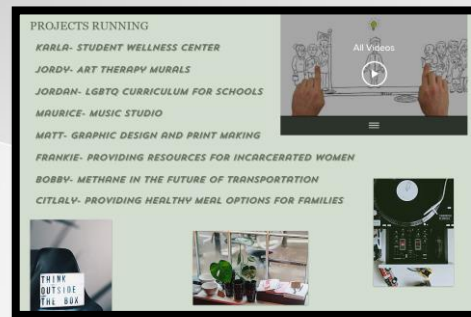 PROJECTS RUNNING
KARLA- STUDENT WELLNESS CENTER
JORDY- ART THERAPY MURALS
JORDAN- LGBTQ CURRICULUM FOR SCHOOLS
MAURICE- MUSIC STUDIO
MATT- GRAPHIC DESIGN AND PRINT MAKING
FRANKIE- PROVIDING RESOURCES FOR INCARCERATED WOMEN
BOBBY- METHANE IN THE FUTURE OF TRANSPORTATION
CITLALY- PROVIDING HEALTHY MEAL OPTIONS FOR FAMILIES
All Videos
THINK
OUTSIDE
THE BOX